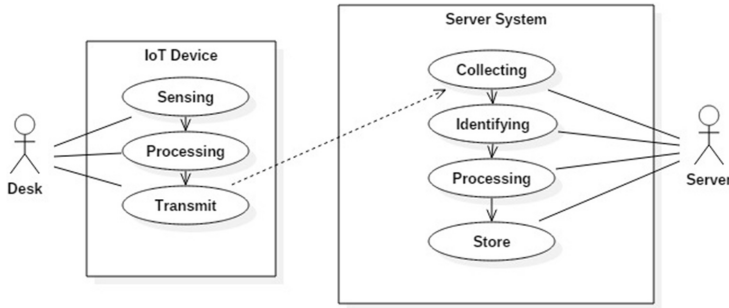 Server System
IoT Device
Collecting
Sensing
Identifying
Processing
Processing
Desk
Server
Transmit
Store